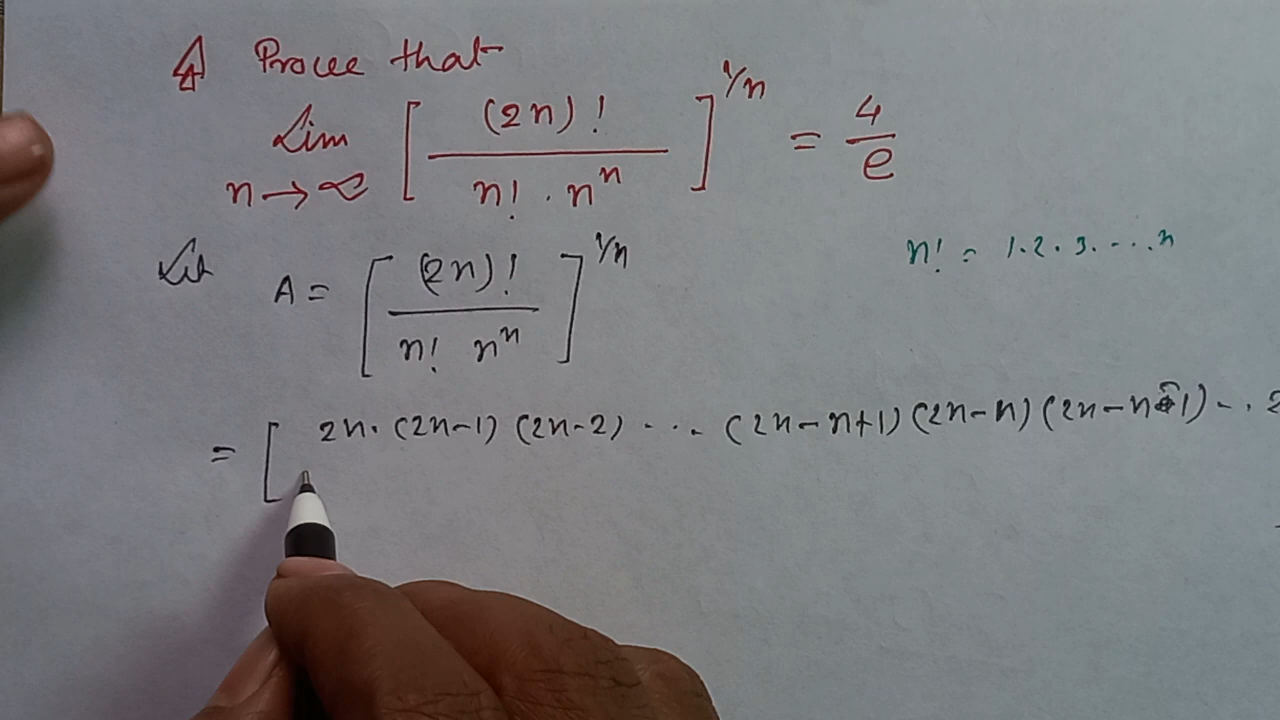 Prove that
Lim n→∞ [ (2n)! / n! · n^n ]^1/n = 4/e
n! = 1.2.3. ... n
Let A = [ (2n)! / n! n^n ]^1/n
= [ 2n. (2n-1) (2n-2) ... (2n-n+1) (2n-n) (2n-n-1) .. 2